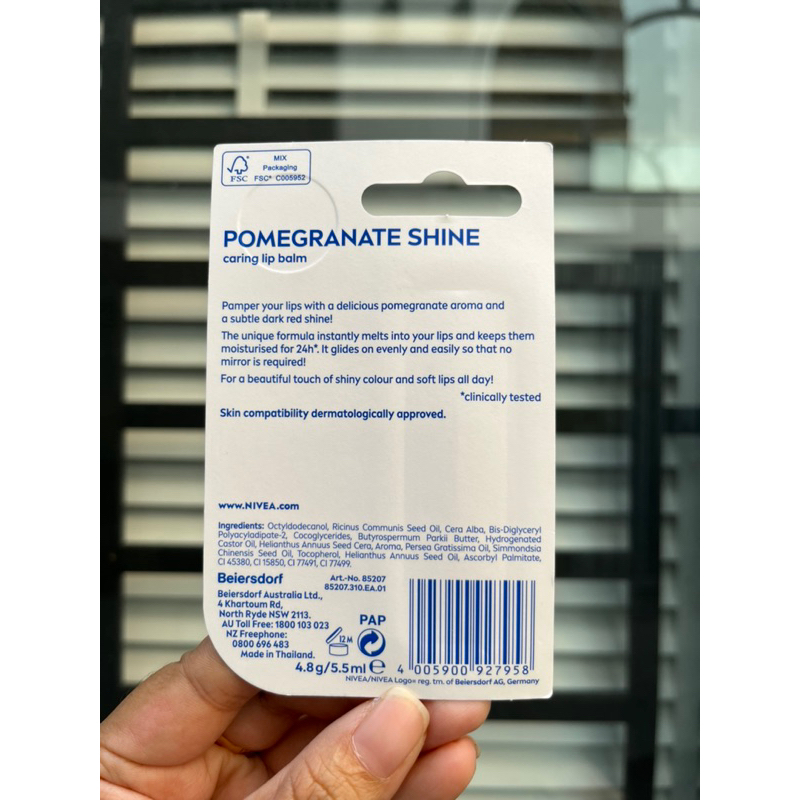 MIX
Packaging
FSC FSC® C005952
POMEGRANATE SHINE
caring lip balm
Pamper your lips with a delicious pomegranate aroma and
a subtle dark red shine!
The unique formula instantly melts into your lips and keeps them
moisturised for 24h*. It glides on evenly and easily so that no
mirror is required!
For a beautiful touch of shiny colour and soft lips all day!
*clinically tested
Skin compatibility dermatologically approved.
www.NIVEA.com
Ingredients: Octyldodecanol, Ricinus Communis Seed Oil, Cera Alba, Bis-Diglyceryl
Polyacyladipate-2, Cocoglycerides, Butyrospermum Parkii Butter, Hydrogenated
Castor Oil, Helianthus Annuus Seed Cera, Aroma, Persea Gratissima Oil, Simmondsia
Chinensis Seed Oil, Tocopherol, Helianthus Annuus Seed Oil, Ascorbyl Palmitate,
CI 45380, CI 15850, CI 77491, CI 77499.
Beiersdorf
Art.-No. 85207
85207.310.EA.01
Beiersdorf Australia Ltd.,
4 Khartoum Rd,
North Ryde NSW 2113.
AU Toll Free: 1800 103 023
NZ Freephone:
0800 696 483
Made in Thailand.
12 M
PAP
4.8 g/5.5 ml ℮
4 005900 927958
NIVEA/NIVEA Logo= reg. tm. of Beiersdorf AG, Germany